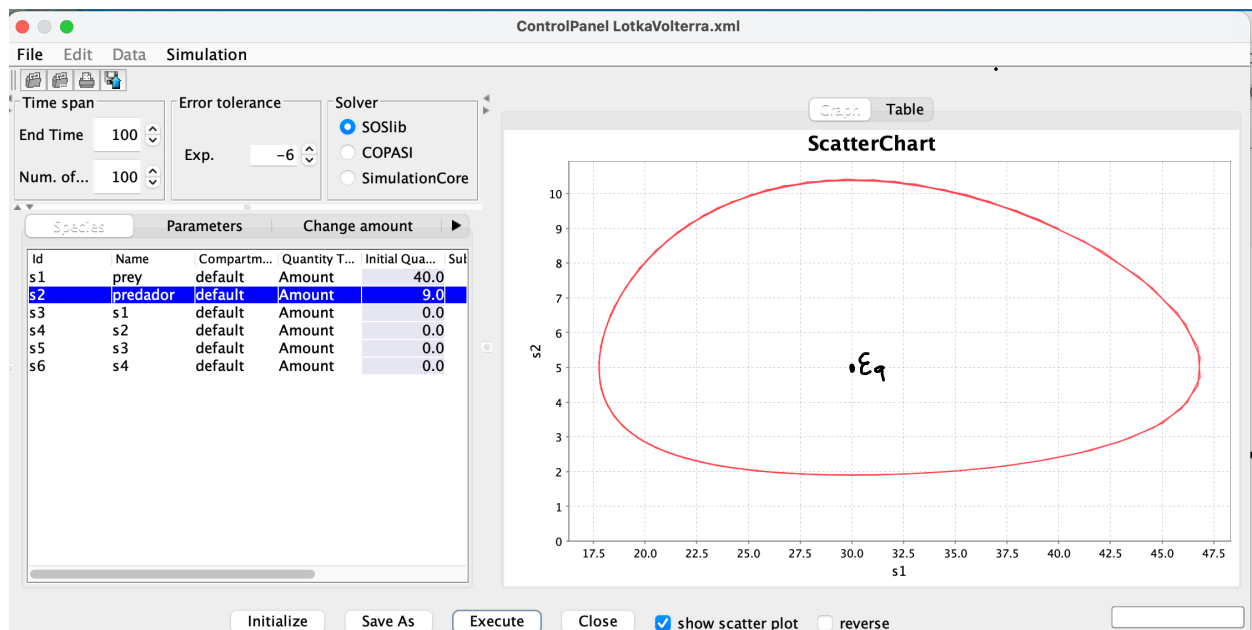 ControlPanel LotkaVolterra.xml
File Edit Data Simulation
Time span
End Time 100
Num. of... 100
Error tolerance
Exp. -6
Solver
SOSlib
COPASI
SimulationCore
Species Parameters Change amount
Id Name Compartm... Quantity T... Initial Qua... Sul
s1 prey default Amount 40.0
s2 predador default Amount 9.0
s3 s1 default Amount 0.0
s4 s2 default Amount 0.0
s5 s3 default Amount 0.0
s6 s4 default Amount 0.0
Graph Table
ScatterChart
10
9
8
7
6
5
4
3
2
1
0
s2
Eq
17.5 20.0 22.5 25.0 27.5 30.0 32.5 35.0 37.5 40.0 42.5 45.0 47.5
s1
Initialize Save As Execute Close show scatter plot reverse